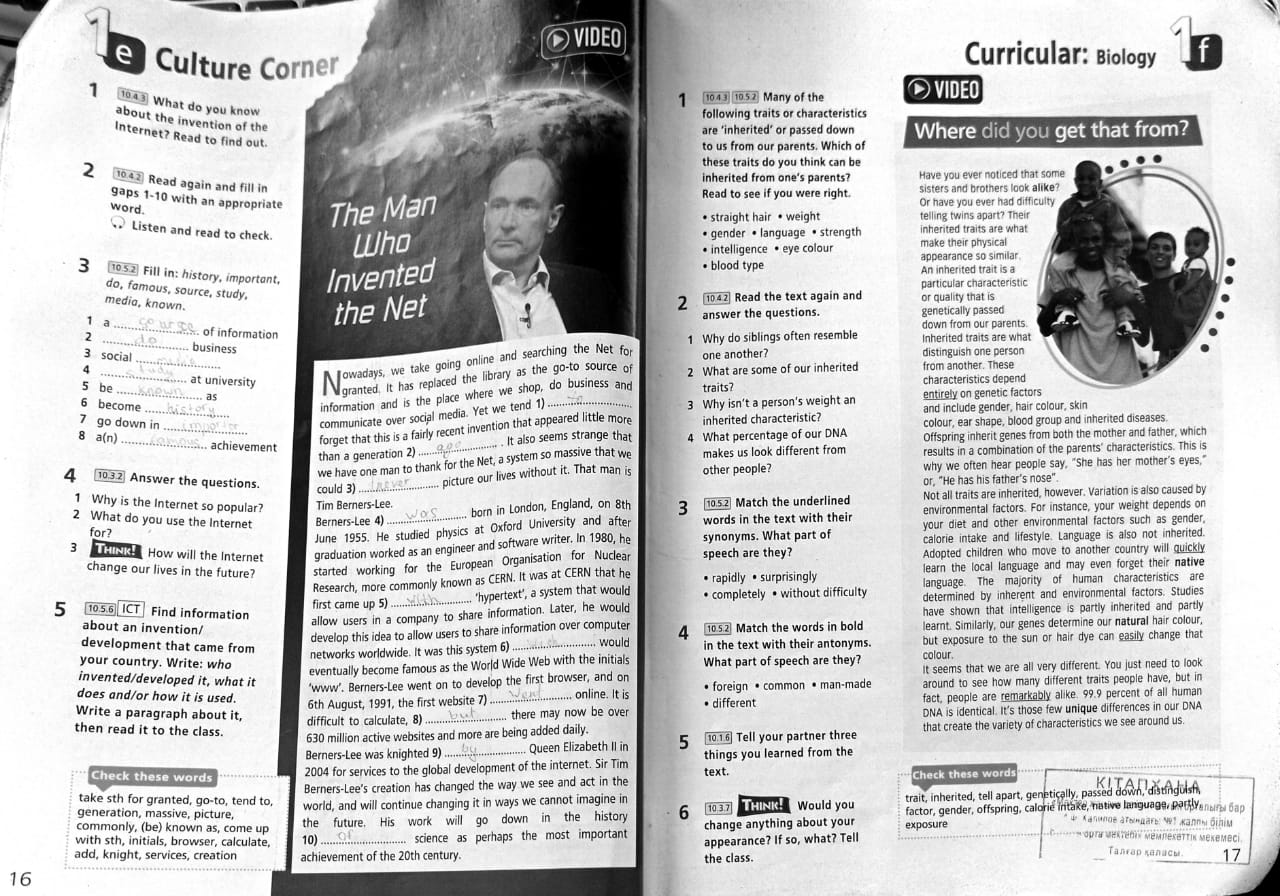 1e Culture Corner
VIDEO
1 10.4.3 What do you know
about the invention of the
Internet? Read to find out.
2 10.4.2 Read again and fill in
gaps 1-10 with an appropriate
word.
Listen and read to check.
3 10.5.2 Fill in: history, important,
do, famous, source, study,
media, known.
1 a source of information
2 do business
3 social media
4 study at university
5 be known as
6 become history
7 go down in
8 a(n) famous achievement
4 10.3.2 Answer the questions.
1 Why is the Internet so popular?
2 What do you use the Internet
for?
3 THINK! How will the Internet
change our lives in the future?
5 10.5.6 ICT Find information
about an invention/
development that came from
your country. Write: who
invented/developed it, what it
does and/or how it is used.
Write a paragraph about it,
then read it to the class.
Check these words
take sth for granted, go-to, tend to,
generation, massive, picture,
commonly, (be) known as, come up
with sth, initials, browser, calculate,
add, knight, services, creation
16
The Man
Who
Invented
the Net
Nowadays, we take going online and searching the Net for
granted. It has replaced the library as the go-to source of
information and is the place where we shop, do business and
communicate over social media. Yet we tend 1) to
forget that this is a fairly recent invention that appeared little more
than a generation 2) ago. It also seems strange that
we have one man to thank for the Net, a system so massive that we
could 3) never picture our lives without it. That man is
Tim Berners-Lee.
Berners-Lee 4) was born in London, England, on 8th
June 1955. He studied physics at Oxford University and after
graduation worked as an engineer and software writer. In 1980, he
started working for the European Organisation for Nuclear
Research, more commonly known as CERN. It was at CERN that he
first came up 5) with 'hypertext', a system that would
allow users in a company to share information. Later, he would
develop this idea to allow users to share information over computer
networks worldwide. It was this system 6) would
eventually become famous as the World Wide Web with the initials
'www'. Berners-Lee went on to develop the first browser, and on
6th August, 1991, the first website 7) went online. It is
difficult to calculate, 8) but there may now be over
630 million active websites and more are being added daily.
Berners-Lee was knighted 9) by Queen Elizabeth II in
2004 for services to the global development of the internet. Sir Tim
Berners-Lee's creation has changed the way we see and act in the
world, and will continue changing it in ways we cannot imagine in
the future. His work will go down in the history
10) of science as perhaps the most important
achievement of the 20th century.
Curricular: Biology 1f
VIDEO
1 10.4.3 10.5.2 Many of the
following traits or characteristics
are 'inherited' or passed down
to us from our parents. Which of
these traits do you think can be
inherited from one's parents?
Read to see if you were right.
• straight hair • weight
• gender • language • strength
• intelligence • eye colour
• blood type
2 10.4.2 Read the text again and
answer the questions.
1 Why do siblings often resemble
one another?
2 What are some of our inherited
traits?
3 Why isn't a person's weight an
inherited characteristic?
4 What percentage of our DNA
makes us look different from
other people?
3 10.5.2 Match the underlined
words in the text with their
synonyms. What part of
speech are they?
• rapidly • surprisingly
• completely • without difficulty
4 10.5.2 Match the words in bold
in the text with their antonyms.
What part of speech are they?
• foreign • common • man-made
• different
5 10.1.6 Tell your partner three
things you learned from the
text.
6 10.3.7 THINK! Would you
change anything about your
appearance? If so, what? Tell
the class.
Where did you get that from?
Have you ever noticed that some
sisters and brothers look alike?
Or have you ever had difficulty
telling twins apart? Their
inherited traits are what
make their physical
appearance so similar.
An inherited trait is a
particular characteristic
or quality that is
genetically passed
down from our parents.
Inherited traits are what
distinguish one person
from another. These
characteristics depend
entirely on genetic factors
and include gender, hair colour, skin
colour, ear shape, blood group and inherited diseases.
Offspring inherit genes from both the mother and father, which
results in a combination of the parents' characteristics. This is
why we often hear people say, "She has her mother's eyes,"
or, "He has his father's nose".
Not all traits are inherited, however. Variation is also caused by
environmental factors. For instance, your weight depends on
your diet and other environmental factors such as gender,
calorie intake and lifestyle. Language is also not inherited.
Adopted children who move to another country will quickly
learn the local language and may even forget their native
language. The majority of human characteristics are
determined by inherent and environmental factors. Studies
have shown that intelligence is partly inherited and partly
learnt. Similarly, our genes determine our natural hair colour,
but exposure to the sun or hair dye can easily change that
colour.
It seems that we are all very different. You just need to look
around to see how many different traits people have, but in
fact, people are remarkably alike. 99.9 percent of all human
DNA is identical. It's those few unique differences in our DNA
that create the variety of characteristics we see around us.
Check these words
trait, inherited, tell apart, genetically, passed down, distinguish,
factor, gender, offspring, calorie intake, native language, partly,
exposure
КІТАПХАНА
жалпы білім
орта мектебі мемлекеттік мекемесі.
Талғар қаласы.
17